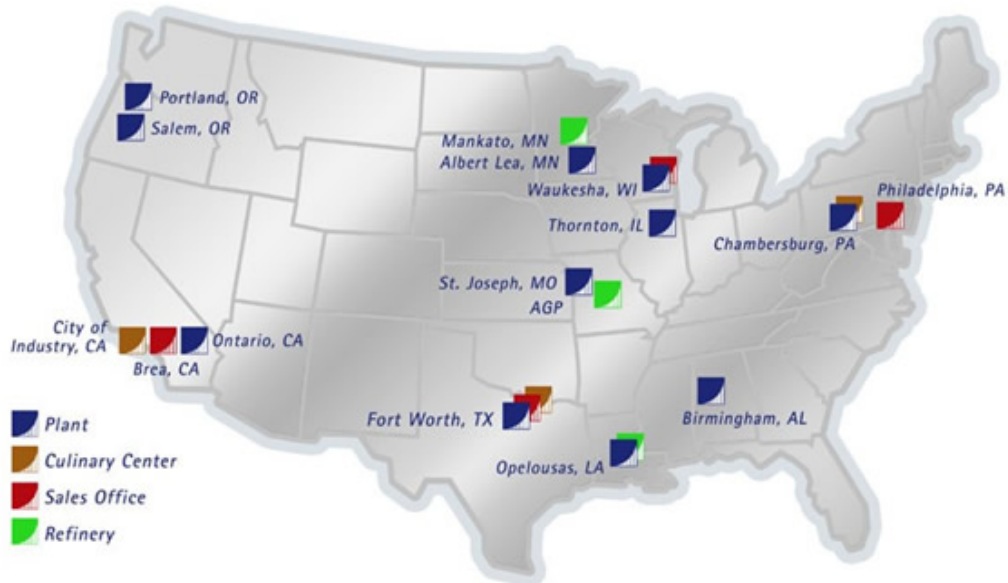 Portland, OR
Salem, OR
Mankato, MN
Albert Lea, MN
Waukesha, WI
Philadelphia, PA
Thornton, IL
Chambersburg, PA
St. Joseph, MO
AGP
City of
Industry, CA
Ontario, CA
Brea, CA
Fort Worth, TX
Birmingham, AL
Opelousas, LA
Plant
Culinary Center
Sales Office
Refinery